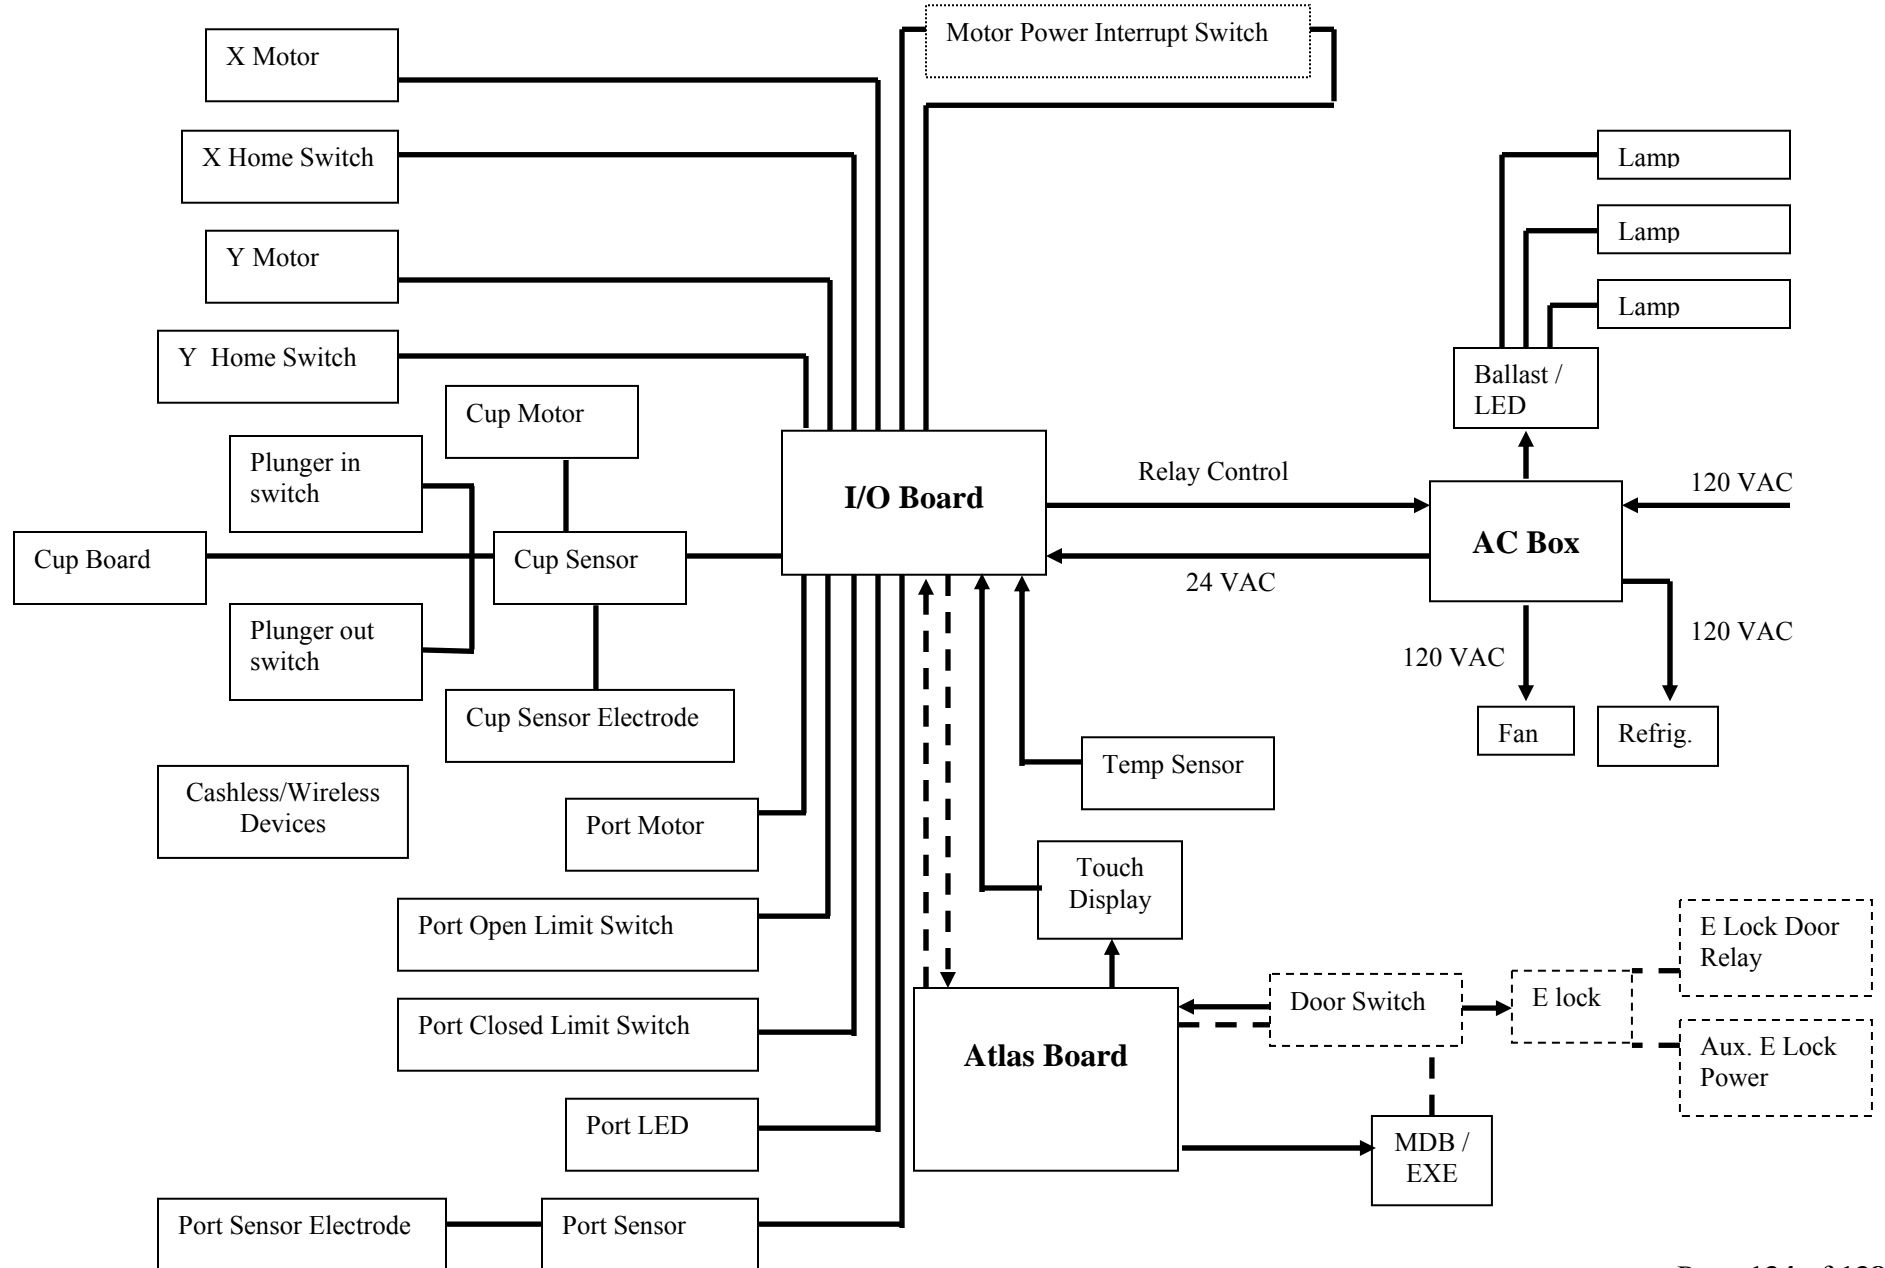 Motor Power Interrupt Switch
X Motor
X Home Switch
Y Motor
Y Home Switch
Cup Motor
Plunger in
switch
Cup Board
Cup Sensor
Plunger out
switch
Cup Sensor Electrode
Cashless/Wireless
Devices
Port Motor
Port Open Limit Switch
Port Closed Limit Switch
Port LED
Port Sensor Electrode
Port Sensor
I/O Board
Relay Control
24 VAC
Lamp
Lamp
Lamp
Ballast /
LED
120 VAC
AC Box
120 VAC
120 VAC
Fan
Refrig.
Temp Sensor
Touch
Display
Atlas Board
Door Switch
E lock
E Lock Door
Relay
Aux. E Lock
Power
MDB /
EXE